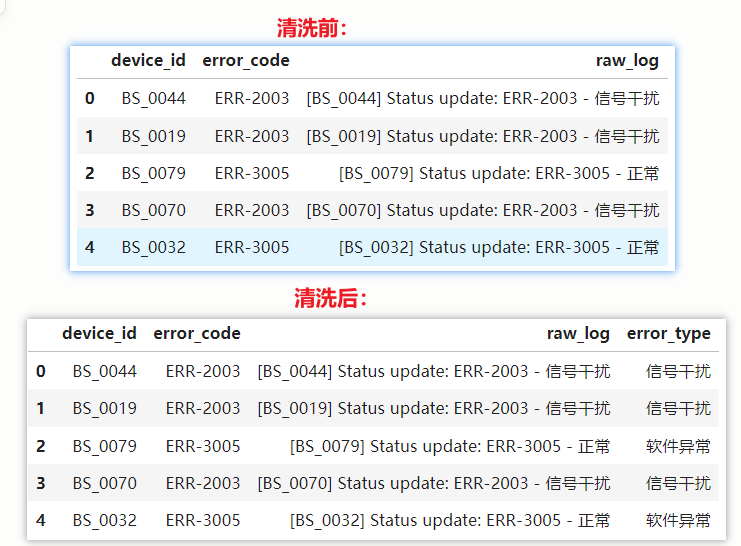 清洗前：
device_id error_code raw_log
0 BS_0044 ERR-2003 [BS_0044] Status update: ERR-2003 - 信号干扰
1 BS_0019 ERR-2003 [BS_0019] Status update: ERR-2003 - 信号干扰
2 BS_0079 ERR-3005 [BS_0079] Status update: ERR-3005 - 正常
3 BS_0070 ERR-2003 [BS_0070] Status update: ERR-2003 - 信号干扰
4 BS_0032 ERR-3005 [BS_0032] Status update: ERR-3005 - 正常
清洗后：
device_id error_code raw_log error_type
0 BS_0044 ERR-2003 [BS_0044] Status update: ERR-2003 - 信号干扰 信号干扰
1 BS_0019 ERR-2003 [BS_0019] Status update: ERR-2003 - 信号干扰 信号干扰
2 BS_0079 ERR-3005 [BS_0079] Status update: ERR-3005 - 正常 软件异常
3 BS_0070 ERR-2003 [BS_0070] Status update: ERR-2003 - 信号干扰 信号干扰
4 BS_0032 ERR-3005 [BS_0032] Status update: ERR-3005 - 正常 软件异常